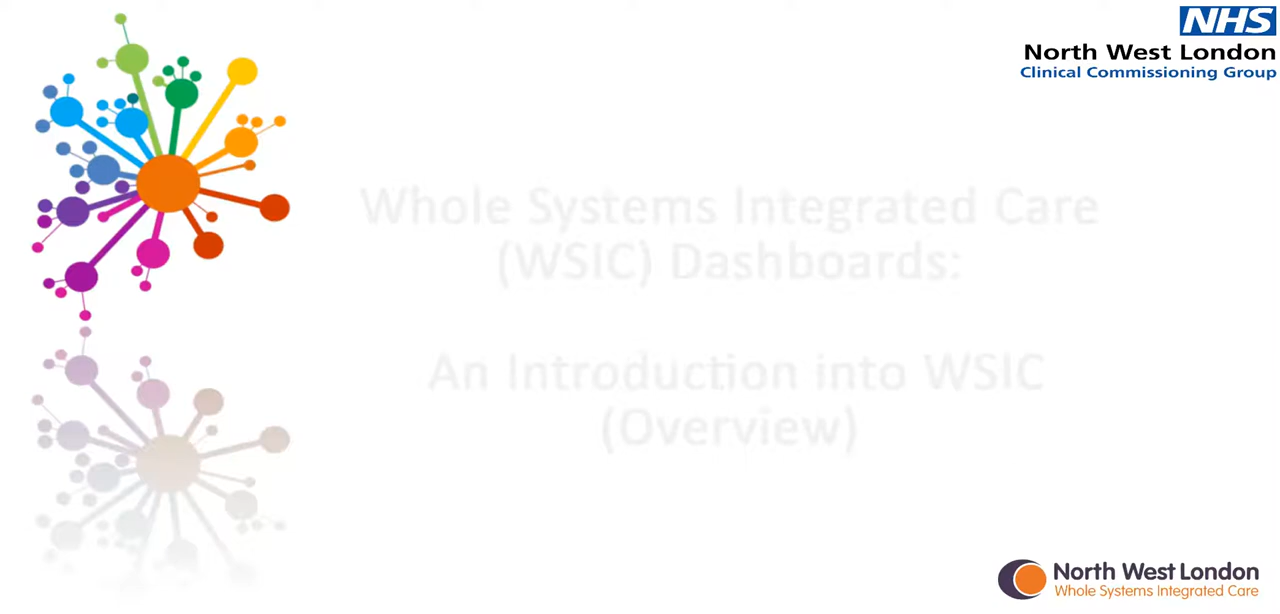 NHS
North West London
Clinical Commissioning Group
Whole Systems Integrated Care
(WSIC) Dashboards:
An Introduction into WSIC
(Overview)
North West London
Whole Systems Integrated Care